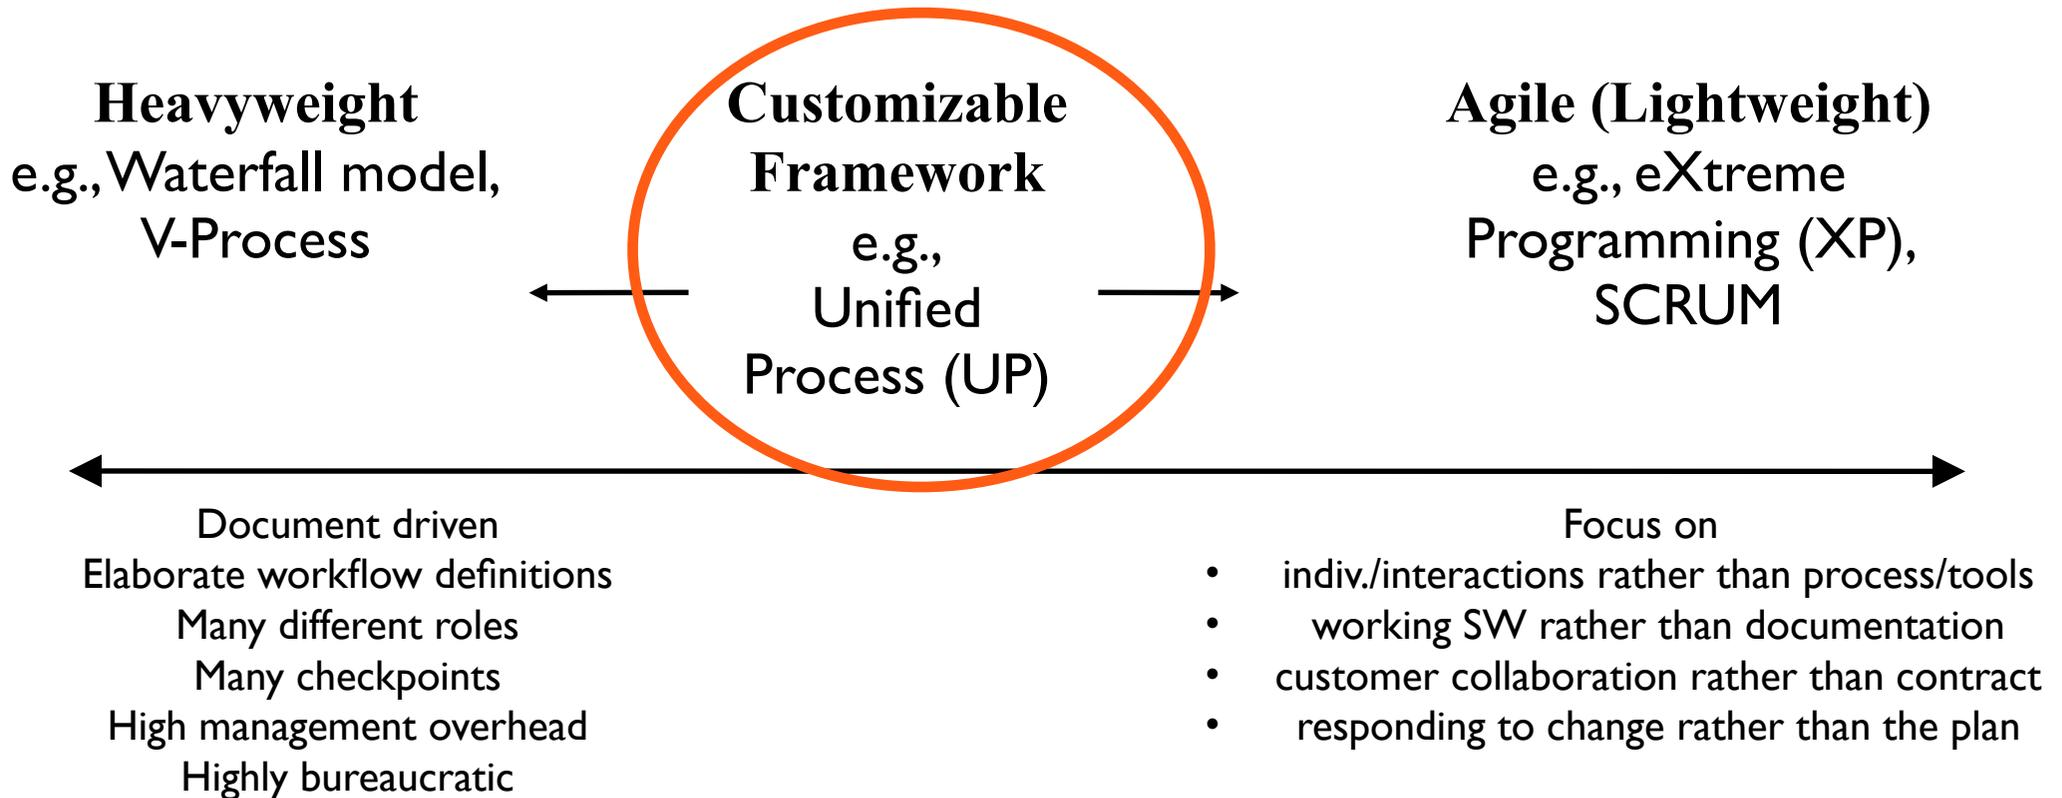 Heavyweight
e.g., Waterfall model,
V-Process
Customizable
Framework
e.g.,
Unified
Process (UP)
Agile (Lightweight)
e.g., eXtreme
Programming (XP),
SCRUM
Document driven
Elaborate workflow definitions
Many different roles
Many checkpoints
High management overhead
Highly bureaucratic
Focus on
• indiv./interactions rather than process/tools
• working SW rather than documentation
• customer collaboration rather than contract
• responding to change rather than the plan